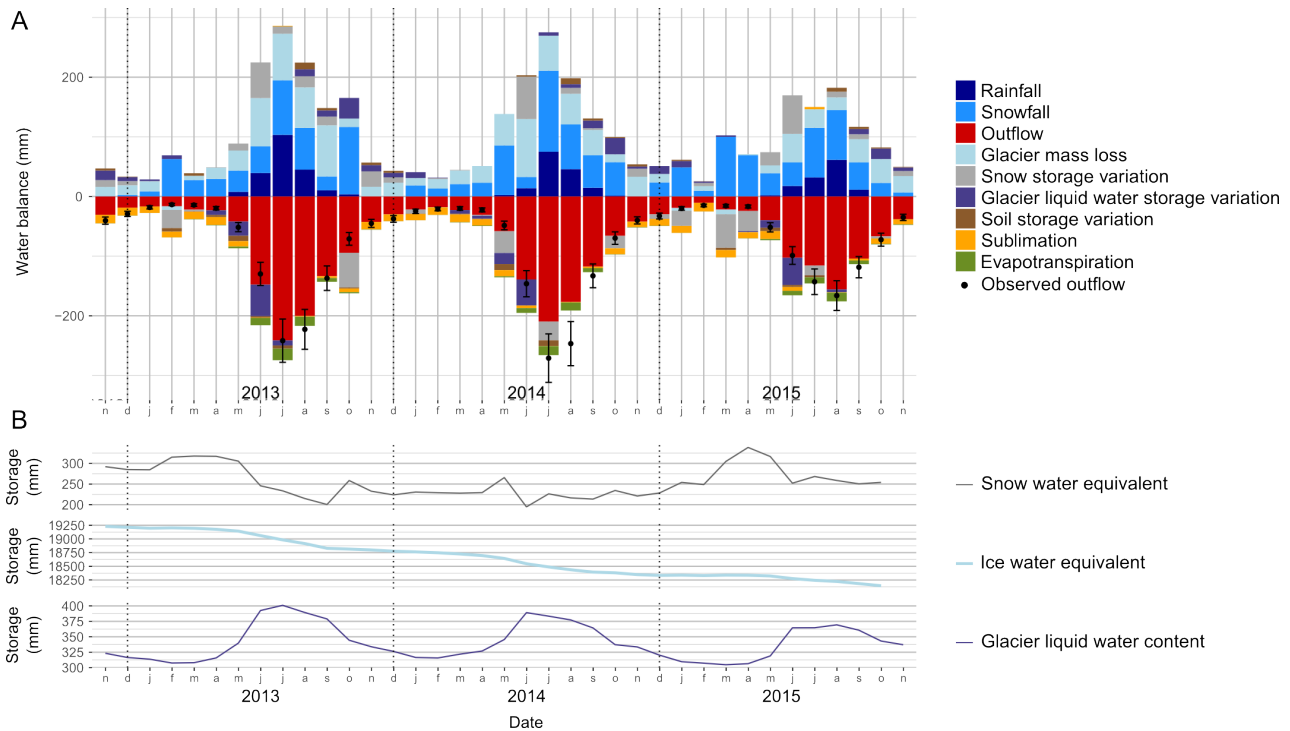 A
Water balance (mm)
200
0
−200
Rainfall
Snowfall
Outflow
Glacier mass loss
Snow storage variation
Glacier liquid water storage variation
Soil storage variation
Sublimation
Evapotranspiration
Observed outflow
2013 2014 2015
n d j f m a m j j a s o n d j f m a m j j a s o n d j f m a m j j a s o n
B
Storage
(mm)
300
250
200
Snow water equivalent
Storage
(mm)
19250
19000
18750
18500
18250
Ice water equivalent
Storage
(mm)
400
375
350
325
300
Glacier liquid water content
n d j f m a m j j a s o n d j f m a m j j a s o n d j f m a m j j a s o n
2013 2014 2015
Date